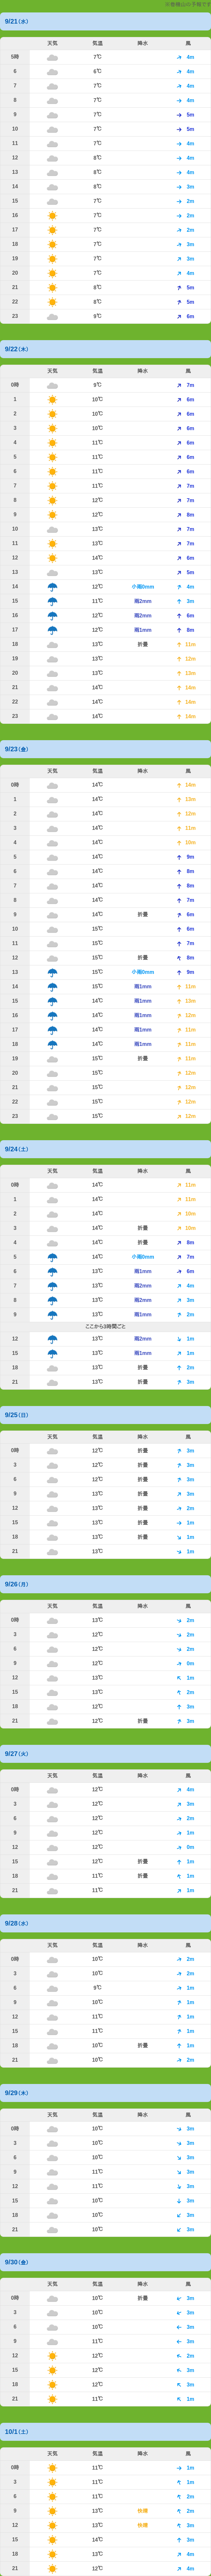 9/21(水)
天気 気温 降水 風
5時 7℃ 4m
6 6℃ 4m
7 7℃ 4m
8 7℃ 4m
9 7℃ 5m
10 7℃ 5m
11 7℃ 4m
12 8℃ 4m
13 8℃ 4m
14 8℃ 3m
15 7℃ 2m
16 7℃ 2m
17 7℃ 2m
18 7℃ 3m
19 7℃ 3m
20 7℃ 4m
21 8℃ 5m
22 8℃ 5m
23 9℃ 6m
9/22(木)
天気 気温 降水 風
0時 9℃ 7m
1 10℃ 6m
2 10℃ 6m
3 10℃ 6m
4 11℃ 6m
5 11℃ 6m
6 11℃ 6m
7 11℃ 7m
8 12℃ 7m
9 12℃ 8m
10 13℃ 7m
11 13℃ 7m
12 14℃ 6m
13 13℃ 5m
14 12℃ 小雨0mm 4m
15 11℃ 雨2mm 3m
16 12℃ 雨2mm 6m
17 12℃ 雨1mm 8m
18 13℃ 折畳 11m
19 13℃ 12m
20 13℃ 13m
21 14℃ 14m
22 14℃ 14m
23 14℃ 14m
9/23(金)
天気 気温 降水 風
0時 14℃ 14m
1 14℃ 13m
2 14℃ 12m
3 14℃ 11m
4 14℃ 10m
5 14℃ 9m
6 14℃ 8m
7 14℃ 8m
8 14℃ 7m
9 14℃ 折畳 6m
10 15℃ 6m
11 15℃ 7m
12 15℃ 折畳 8m
13 15℃ 小雨0mm 9m
14 15℃ 雨1mm 11m
15 14℃ 雨1mm 12m
16 14℃ 雨1mm 12m
17 14℃ 雨1mm 11m
18 14℃ 雨1mm 11m
19 15℃ 折畳 11m
20 15℃ 12m
21 15℃ 12m
22 15℃ 12m
23 15℃ 12m
9/24(土)
天気 気温 降水 風
0時 14℃ 11m
1 14℃ 11m
2 14℃ 10m
3 14℃ 折畳 10m
4 14℃ 折畳 8m
5 14℃ 小雨0mm 7m
6 13℃ 雨1mm 6m
7 13℃ 雨2mm 4m
8 13℃ 雨2mm 3m
9 13℃ 雨1mm 2m
ここから3時間ごと
12 13℃ 雨2mm 1m
15 13℃ 雨1mm 1m
18 13℃ 折畳 2m
21 13℃ 折畳 3m
9/25(日)
天気 気温 降水 風
0時 12℃ 折畳 3m
3 12℃ 折畳 3m
6 12℃ 折畳 3m
9 13℃ 折畳 3m
12 13℃ 折畳 2m
15 13℃ 折畳 1m
18 13℃ 折畳 1m
21 13℃ 1m
9/26(月)
天気 気温 降水 風
0時 13℃ 2m
3 12℃ 2m
6 12℃ 2m
9 12℃ 0m
12 13℃ 1m
15 13℃ 2m
18 12℃ 3m
21 12℃ 折畳 3m
9/27(火)
天気 気温 降水 風
0時 12℃ 4m
3 12℃ 3m
6 12℃ 2m
9 12℃ 1m
12 12℃ 0m
15 12℃ 折畳 1m
18 11℃ 折畳 1m
21 11℃ 1m
9/28(水)
天気 気温 降水 風
0時 10℃ 2m
3 10℃ 2m
6 9℃ 1m
9 10℃ 1m
12 11℃ 1m
15 11℃ 1m
18 10℃ 折畳 1m
21 10℃ 2m
9/29(木)
天気 気温 降水 風
0時 10℃ 3m
3 10℃ 3m
6 10℃ 3m
9 11℃ 3m
12 11℃ 3m
15 10℃ 3m
18 10℃ 3m
21 10℃ 3m
9/30(金)
天気 気温 降水 風
0時 10℃ 折畳 3m
3 10℃ 3m
6 10℃ 3m
9 11℃ 3m
12 12℃ 2m
15 12℃ 3m
18 12℃ 3m
21 11℃ 1m
10/1(土)
天気 気温 降水 風
0時 11℃ 1m
3 11℃ 1m
6 11℃ 2m
9 13℃ 快晴 2m
12 13℃ 快晴 3m
15 14℃ 3m
18 13℃ 4m
21 12℃ 4m